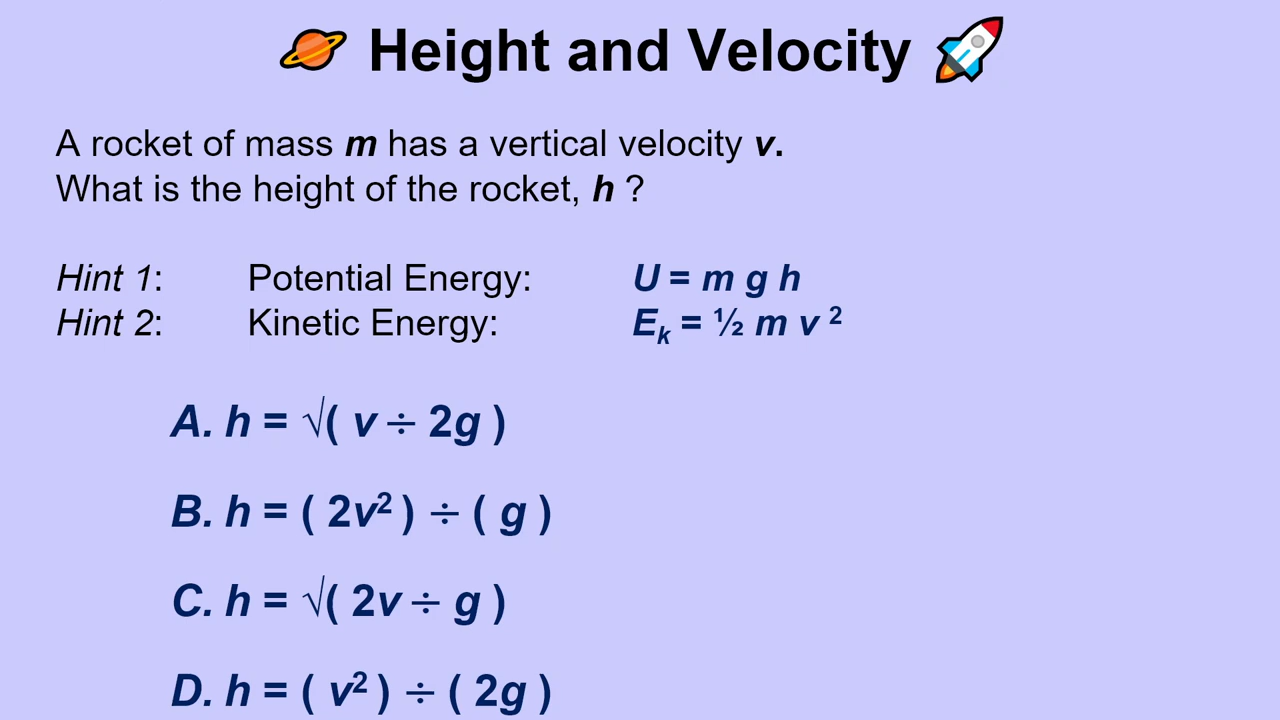 🪐 Height and Velocity 🚀
A rocket of mass m has a vertical velocity v.
What is the height of the rocket, h ?
Hint 1: Potential Energy: U = m g h
Hint 2: Kinetic Energy: Eₖ = ½ m v ²
A. h = √( v ÷ 2g )
B. h = ( 2v² ) ÷ ( g )
C. h = √( 2v ÷ g )
D. h = ( v² ) ÷ ( 2g )